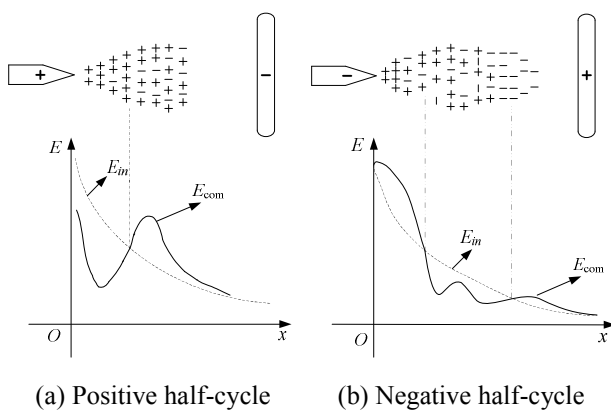 + − − +
E E
E_in E_com
E_in E_com
O x O x
(a) Positive half-cycle (b) Negative half-cycle